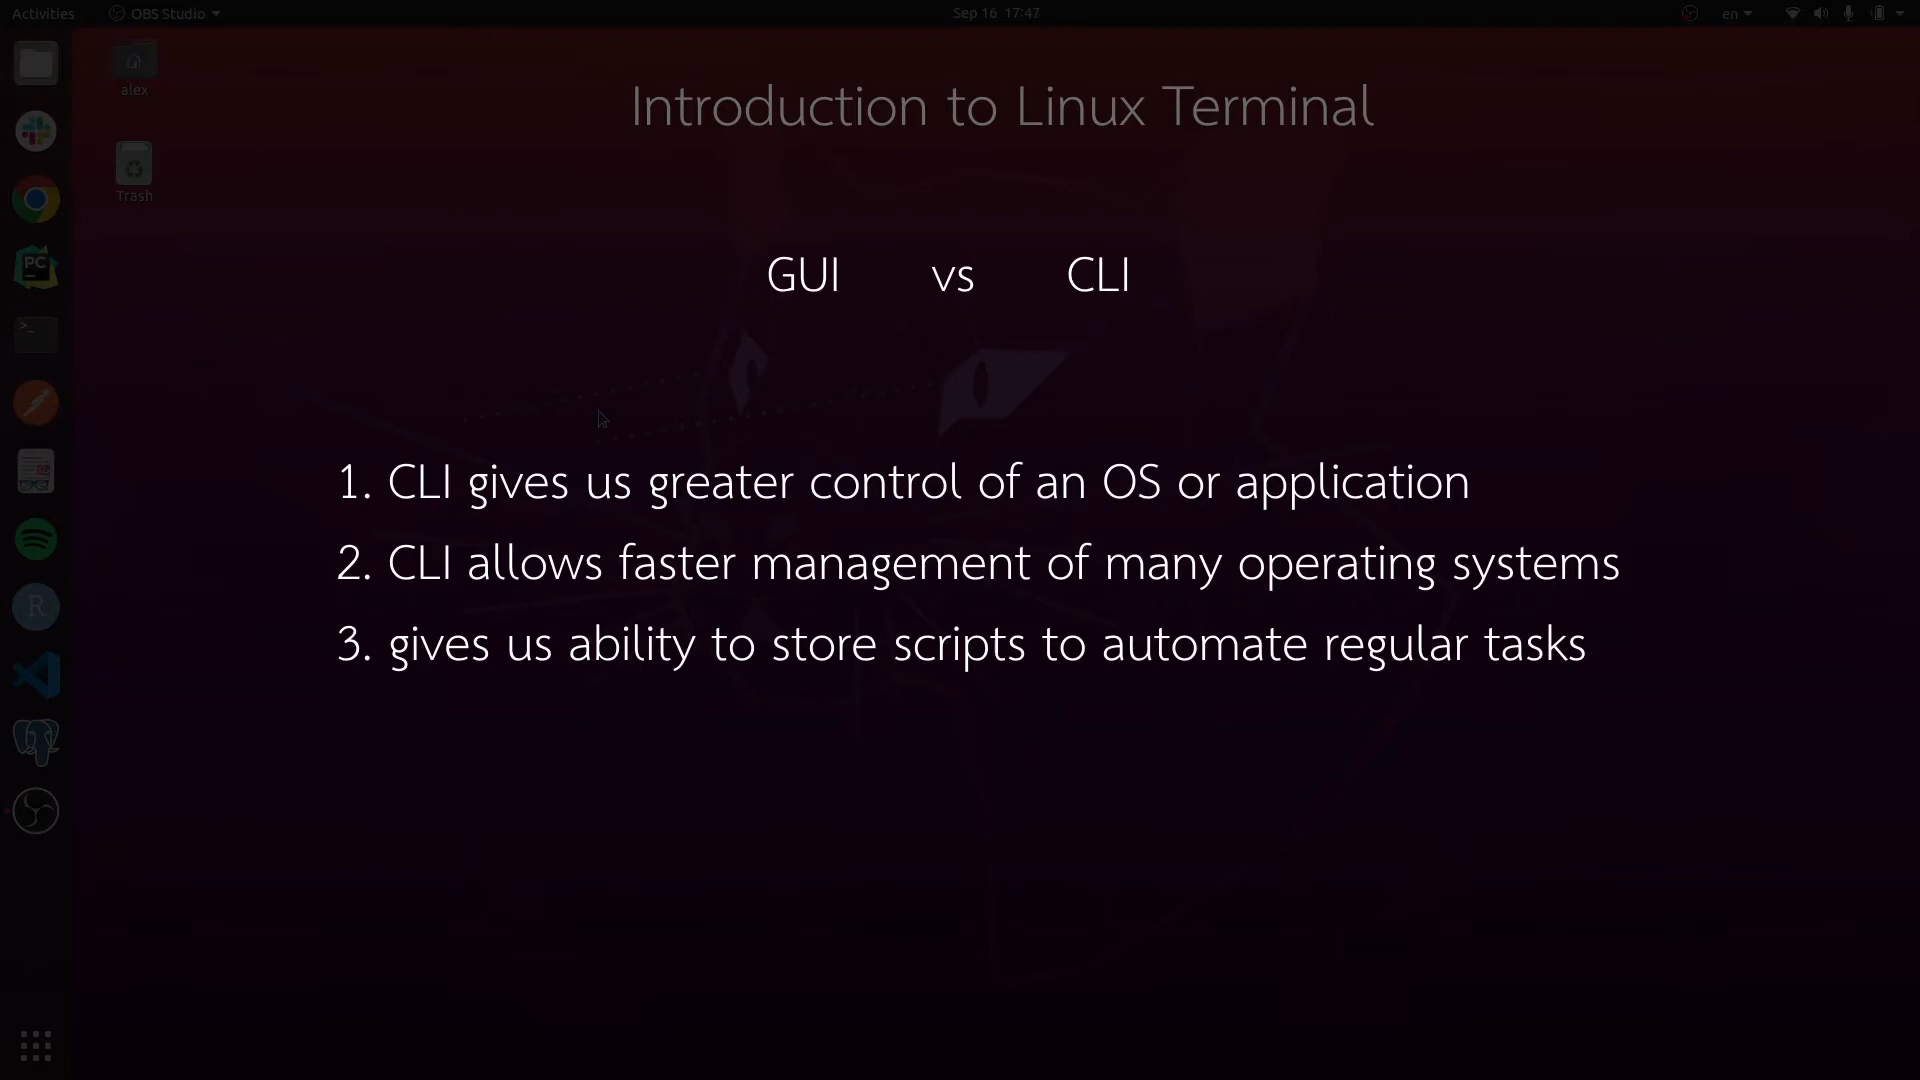 Activities OBS Studio Sep 16 17:47 en
alex
Trash
Introduction to Linux Terminal
GUI vs CLI
1. CLI gives us greater control of an OS or application
2. CLI allows faster management of many operating systems
3. gives us ability to store scripts to automate regular tasks
PC
>_
R